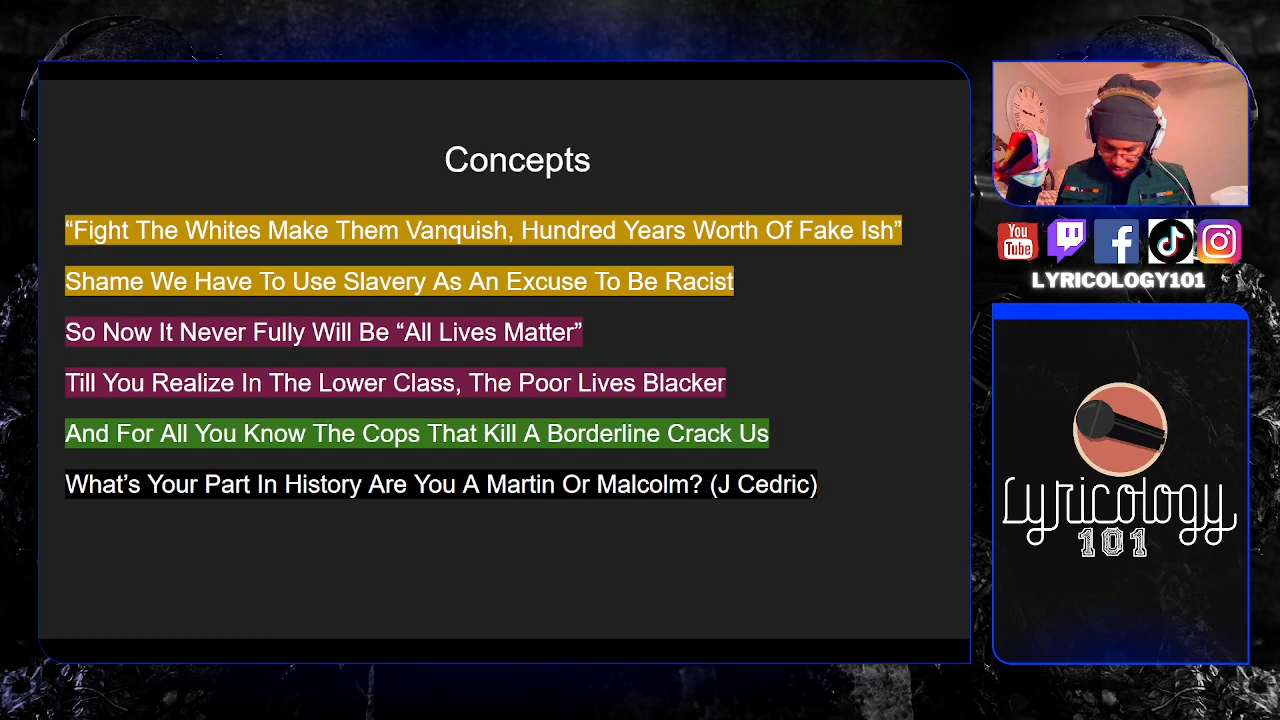 Concepts
“Fight The Whites Make Them Vanquish, Hundred Years Worth Of Fake Ish”
Shame We Have To Use Slavery As An Excuse To Be Racist
So Now It Never Fully Will Be “All Lives Matter”
Till You Realize In The Lower Class, The Poor Lives Blacker
And For All You Know The Cops That Kill A Borderline Crack Us
What’s Your Part In History Are You A Martin Or Malcolm? (J Cedric)
You
Tube
LYRICOLOGY101
Lyricology
101